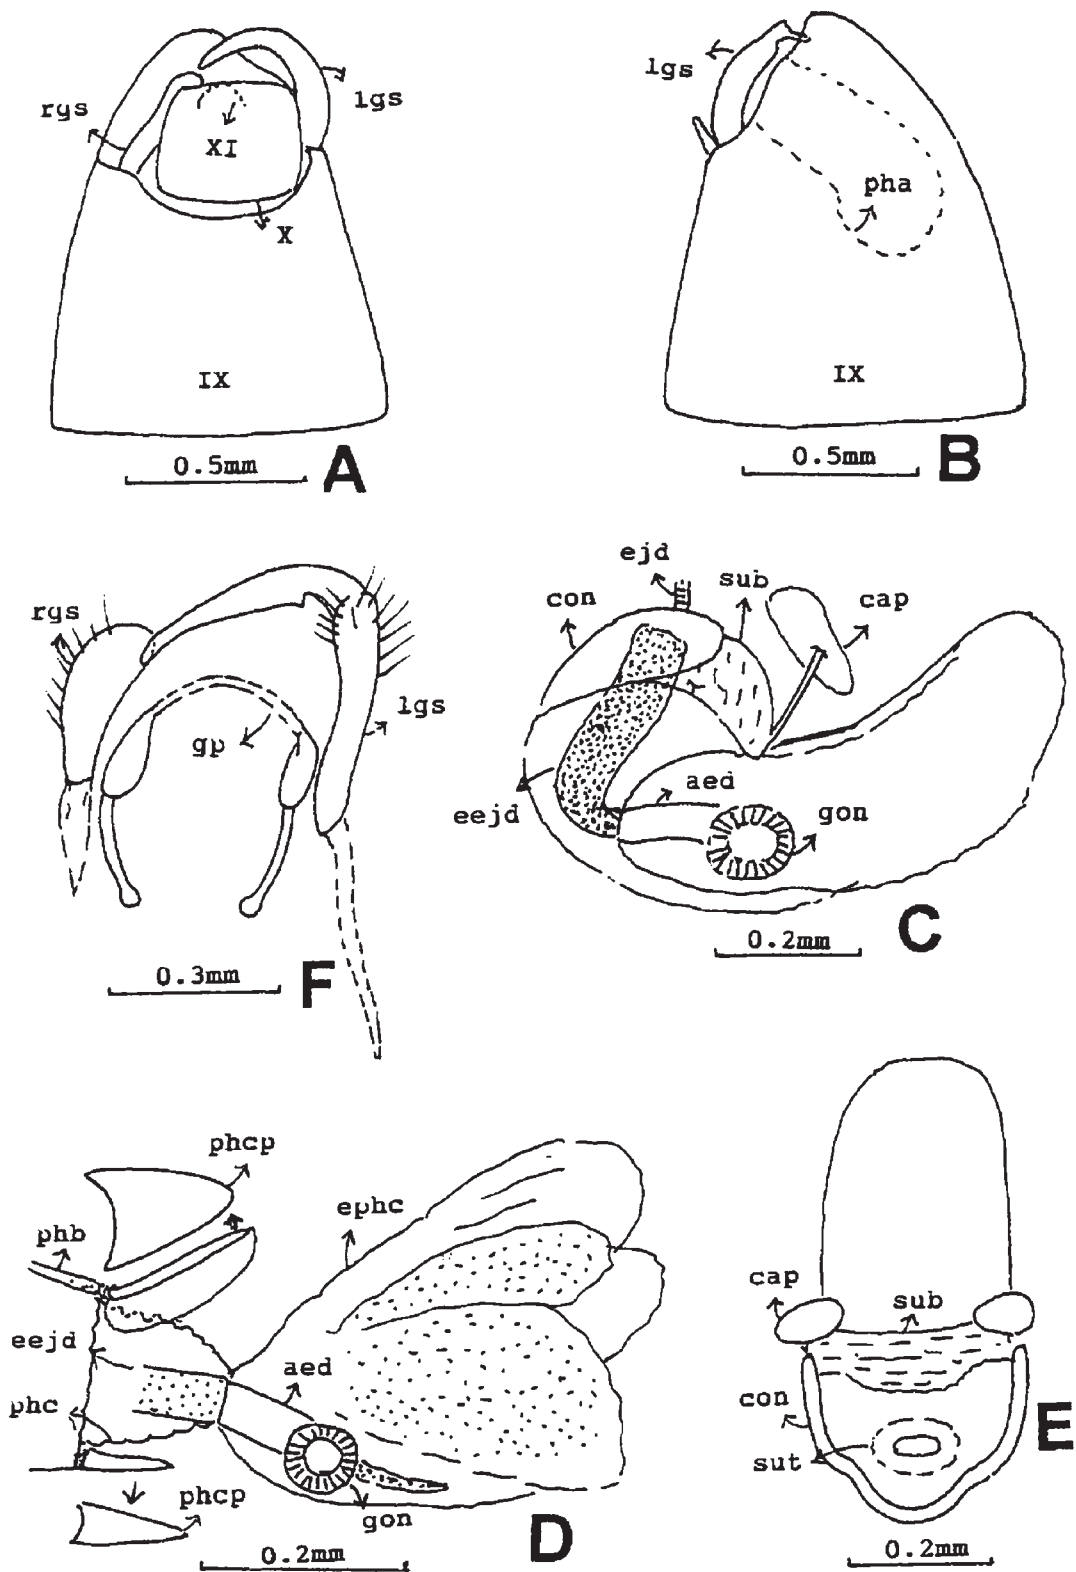 rgs
lgs
XI
X
IX
0.5mm
A
lgs
pha
IX
0.5mm
B
rgs
gp
lgs
0.3mm
F
ejd
sub
con
cap
eejd
aed
gon
0.2mm
C
phcp
phb
ephc
eejd
aed
phc
phcp
gon
0.2mm
D
cap
sub
con
sut
0.2mm
E